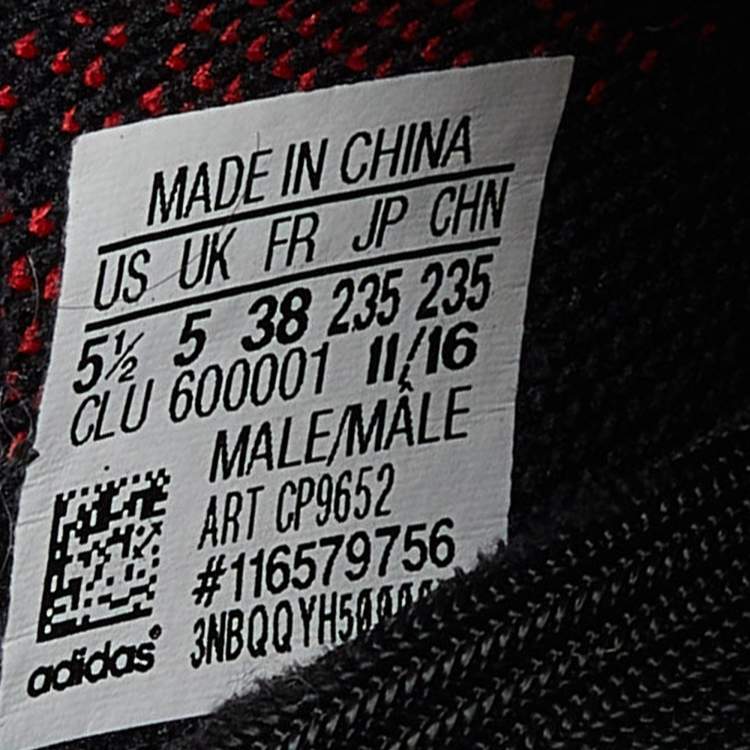 MADE IN CHINA
US UK FR JP CHN
5½ 5 38 235 235
CLU 600001 11/16
MALE/MÂLE
ART CP9652
#116579756
adidas®